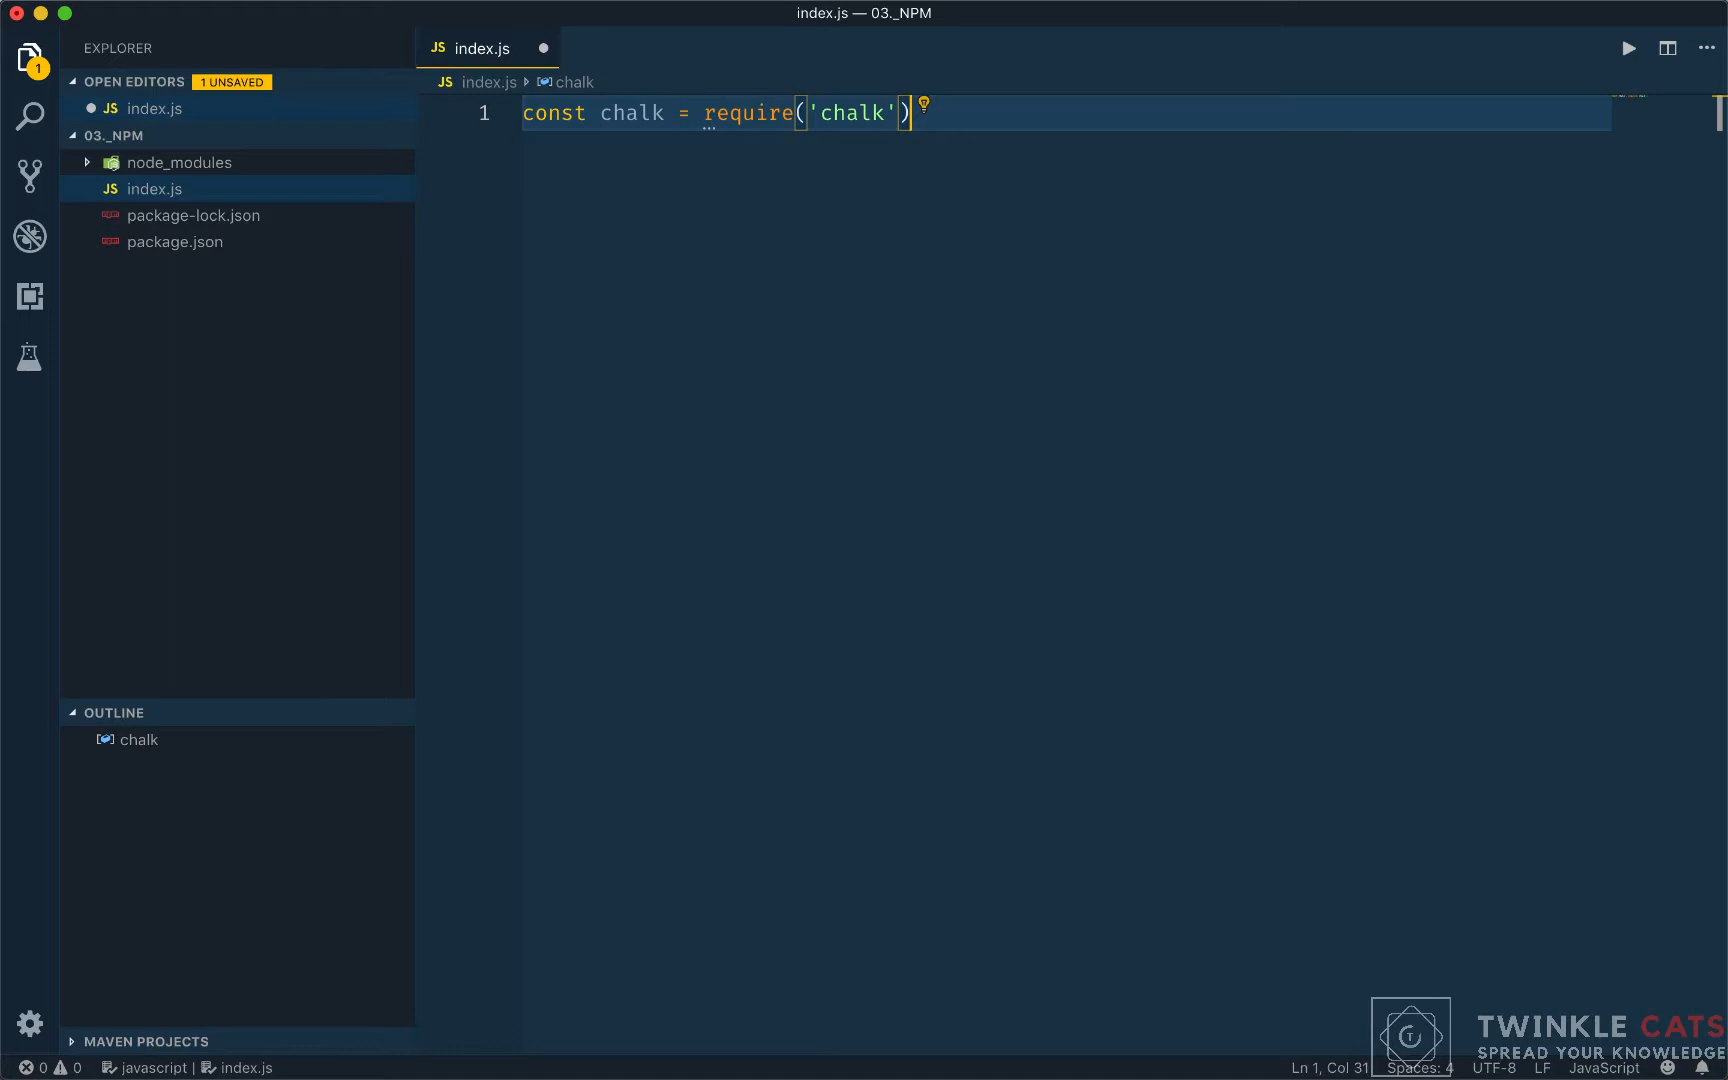 index.js — 03._NPM
EXPLORER
OPEN EDITORS 1 UNSAVED
JS index.js
03._NPM
node_modules
JS index.js
package-lock.json
package.json
OUTLINE
chalk
MAVEN PROJECTS
1
JS index.js
JS index.js chalk
1 const chalk = require('chalk')
TWINKLE CATS
SPREAD YOUR KNOWLEDGE
0 0 javascript | index.js
Ln 1, Col 31 Spaces: 4 UTF-8 LF JavaScript